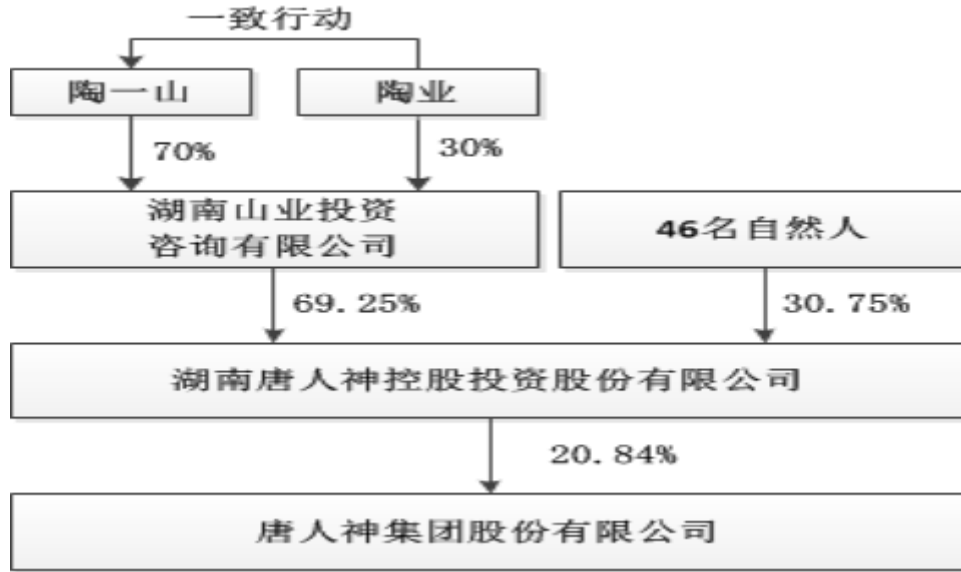 一致行动
陶一山
陶业
70%
30%
湖南山业投资
咨询有限公司
46名自然人
69.25%
30.75%
湖南唐人神控股投资股份有限公司
20.84%
唐人神集团股份有限公司